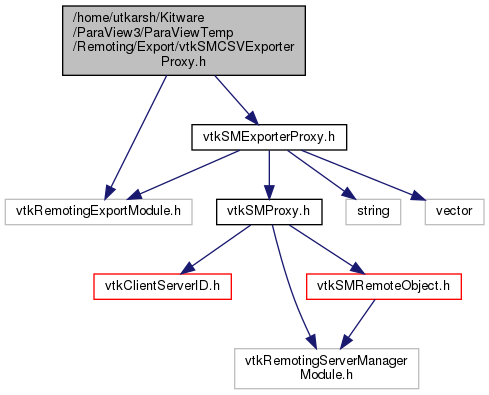 /home/utkarsh/Kitware
/ParaView3/ParaViewTemp
/Remoting/Export/vtkSMCSVExporter
Proxy.h
vtkSMExporterProxy.h
vtkRemotingExportModule.h
vtkSMProxy.h
string
vector
vtkClientServerID.h
vtkSMRemoteObject.h
vtkRemotingServerManager
Module.h